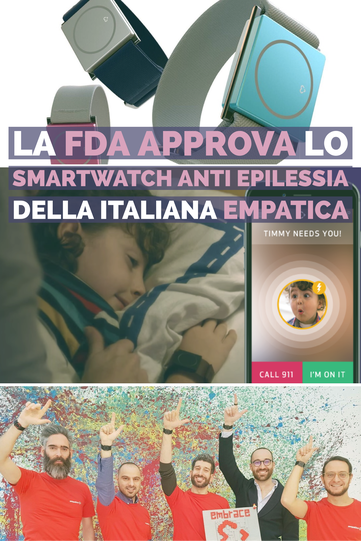 LA FDA APPROVA LO
SMARTWATCH ANTI EPILESSIA
DELLA ITALIANA EMPATICA
TIMMY NEEDS YOU!
CALL 911
I'M ON IT
embrace